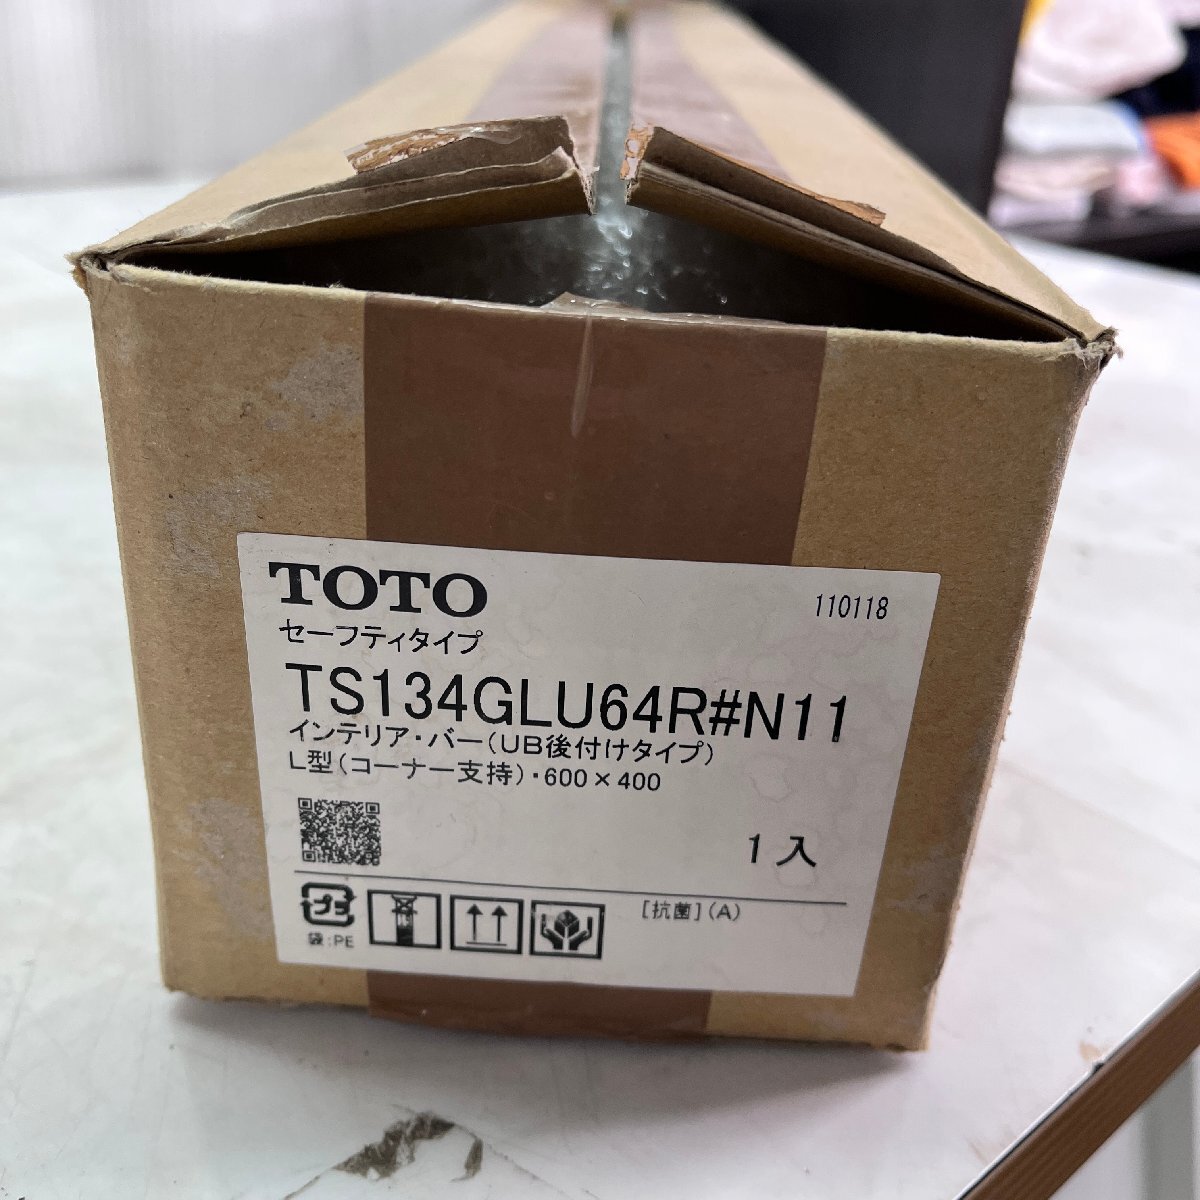 TOTO
110118
セーフティタイプ
TS134GLU64R#N11
インテリア・バー(UB後付けタイプ)
L型(コーナー支持)・600×400
1入
プラ
袋:PE
[抗菌](A)